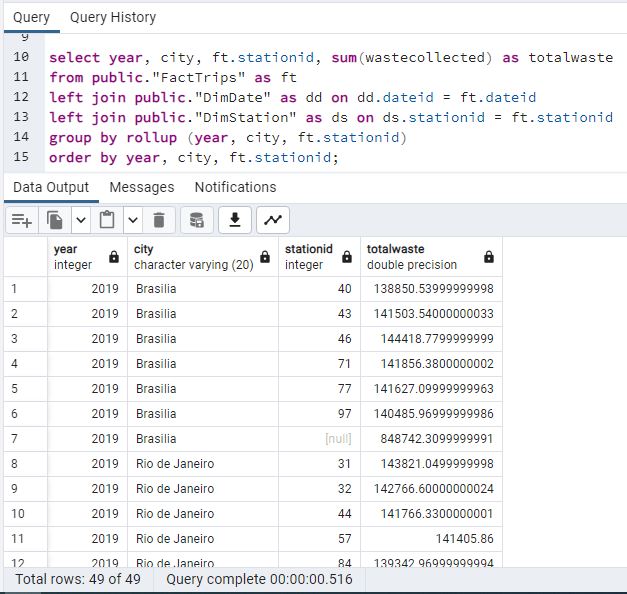 Query Query History
9
10 select year, city, ft.stationid, sum(wastecollected) as totalwaste
11 from public."FactTrips" as ft
12 left join public."DimDate" as dd on dd.dateid = ft.dateid
13 left join public."DimStation" as ds on ds.stationid = ft.stationid
14 group by rollup (year, city, ft.stationid)
15 order by year, city, ft.stationid;
Data Output Messages Notifications
year city stationid totalwaste
integer character varying (20) integer double precision
1 2019 Brasilia 40 138850.53999999998
2 2019 Brasilia 43 141503.54000000033
3 2019 Brasilia 46 144418.7799999999
4 2019 Brasilia 71 141856.3800000002
5 2019 Brasilia 77 141627.09999999963
6 2019 Brasilia 97 140485.96999999986
7 2019 Brasilia [null] 848742.3099999991
8 2019 Rio de Janeiro 31 143821.0499999998
9 2019 Rio de Janeiro 32 142766.60000000024
10 2019 Rio de Janeiro 44 141766.3300000001
11 2019 Rio de Janeiro 57 141405.86
12 2019 Rio de Janeiro 84 139342.96999999994
Total rows: 49 of 49 Query complete 00:00:00.516